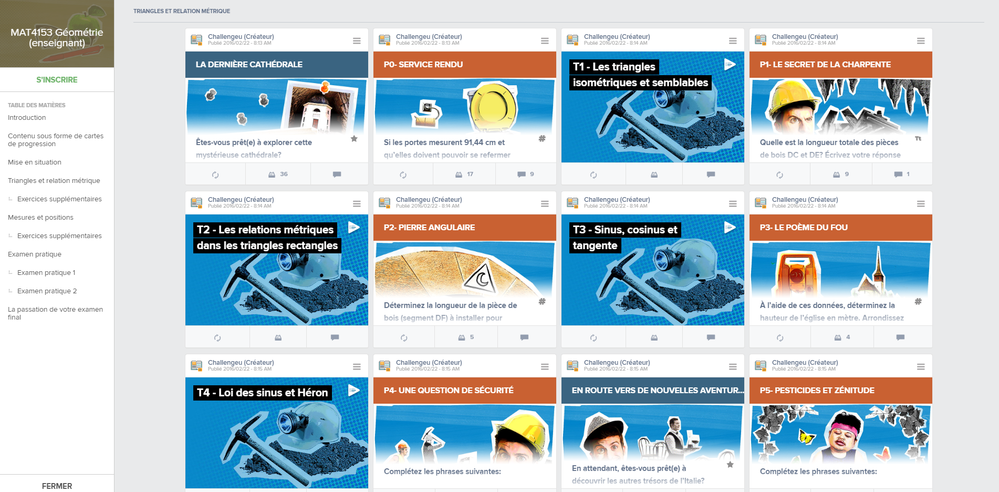 MAT4153 Géométrie
(enseignant)
S'INSCRIRE
TABLE DES MATIÈRES
Introduction
Contenu sous forme de cartes
de progression
Mise en situation
Triangles et relation métrique
Exercices supplémentaires
Mesures et positions
Exercices supplémentaires
Examen pratique
Examen pratique 1
Examen pratique 2
La passation de votre examen
final
FERMER
TRIANGLES ET RELATION MÉTRIQUE
Challengeu (Créateur)
Publié 2016/02/22 - 8:13 AM
LA DERNIÈRE CATHÉDRALE
Êtes-vous prêt(e) à explorer cette
mystérieuse cathédrale?
36
Challengeu (Créateur)
Publié 2016/02/22 - 8:13 AM
P0- SERVICE RENDU
Si les portes mesurent 91,44 cm et
qu'elles doivent pouvoir se refermer
#
17
9
Challengeu (Créateur)
Publié 2016/02/22 - 8:14 AM
T1 - Les triangles
isométriques et semblables
Challengeu (Créateur)
Publié 2016/02/22 - 8:14 AM
P1- LE SECRET DE LA CHARPENTE
Quelle est la longueur totale des pièces
de bois DC et DE? Écrivez votre réponse
Tt
9
1
Challengeu (Créateur)
Publié 2016/02/22 - 8:14 AM
T2 - Les relations métriques
dans les triangles rectangles
Challengeu (Créateur)
Publié 2016/02/22 - 8:14 AM
P2- PIERRE ANGULAIRE
Déterminez la longueur de la pièce de
bois (segment DF) à installer pour
#
5
Challengeu (Créateur)
Publié 2016/02/22 - 8:14 AM
T3 - Sinus, cosinus et
tangente
Challengeu (Créateur)
Publié 2016/02/22 - 8:14 AM
P3- LE POÈME DU FOU
À l'aide de ces données, déterminez la
hauteur de l'église en mètre. Arrondissez
#
4
Challengeu (Créateur)
Publié 2016/02/22 - 8:15 AM
T4 - Loi des sinus et Héron
Challengeu (Créateur)
Publié 2016/02/22 - 8:15 AM
P4- UNE QUESTION DE SÉCURITÉ
Complétez les phrases suivantes:
Challengeu (Créateur)
Publié 2016/02/22 - 8:15 AM
EN ROUTE VERS DE NOUVELLES AVENTUR...
En attendant, êtes-vous prêt(e) à
découvrir les autres trésors de l'Italie?
Challengeu (Créateur)
Publié 2016/02/22 - 8:15 AM
P5- PESTICIDES ET ZÉNITUDE
Complétez les phrases suivantes: